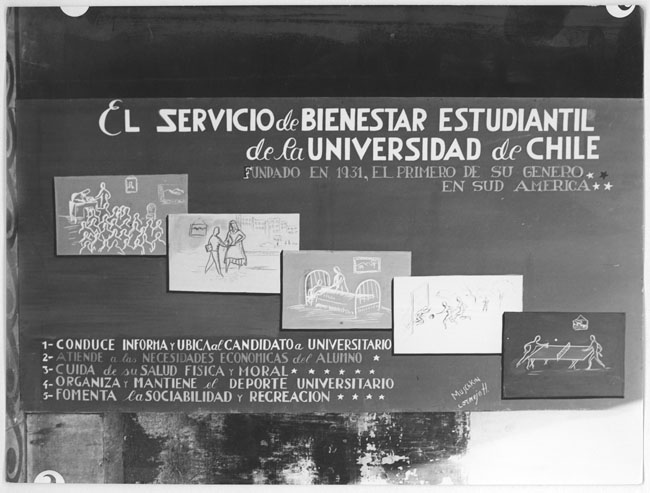 EL SERVICIO de BIENESTAR ESTUDIANTIL
de la UNIVERSIDAD de CHILE
FUNDADO EN 1931, EL PRIMERO DE SU GENERO
EN SUD AMERICA
1- CONDUCE INFORMA Y UBICA al CANDIDATO a UNIVERSITARIO
2- ATIENDE a las NECESIDADES ECONOMICAS del ALUMNO
3- CUIDA de su SALUD FISICA Y MORAL
4- ORGANIZA Y MANTIENE el DEPORTE UNIVERSITARIO
5- FOMENTA la SOCIABILIDAD Y RECREACION